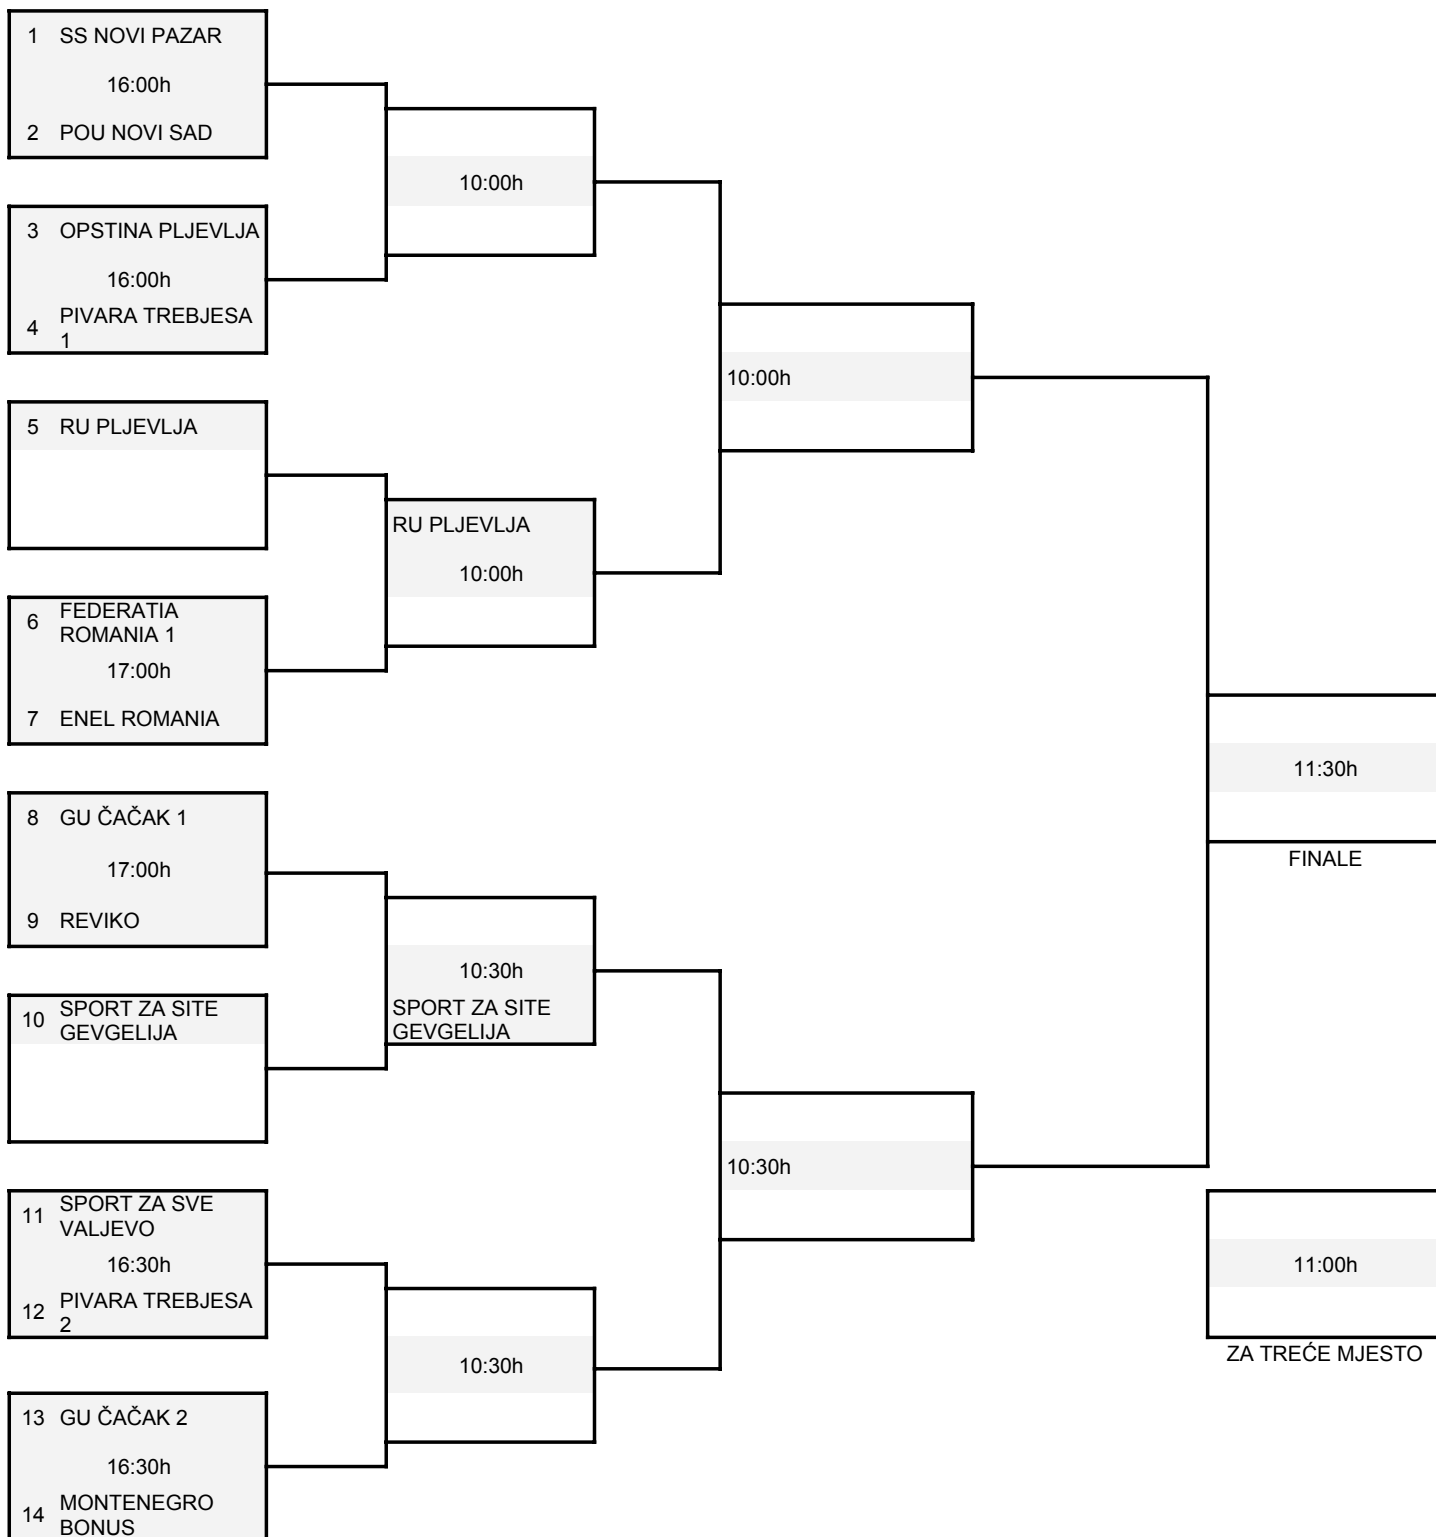 1 SS NOVI PAZAR
16:00h
2 POU NOVI SAD
3 OPSTINA PLJEVLJA
16:00h
4 PIVARA TREBJESA
1
5 RU PLJEVLJA
6 FEDERATIA
ROMANIA 1
17:00h
7 ENEL ROMANIA
8 GU ČAČAK 1
17:00h
9 REVIKO
10 SPORT ZA SITE
GEVGELIJA
11 SPORT ZA SVE
VALJEVO
16:30h
12 PIVARA TREBJESA
2
13 GU ČAČAK 2
16:30h
14 MONTENEGRO
BONUS
10:00h
RU PLJEVLJA
10:00h
10:30h
SPORT ZA SITE
GEVGELIJA
10:30h
10:00h
10:30h
11:30h
FINALE
11:00h
ZA TREĆE MJESTO